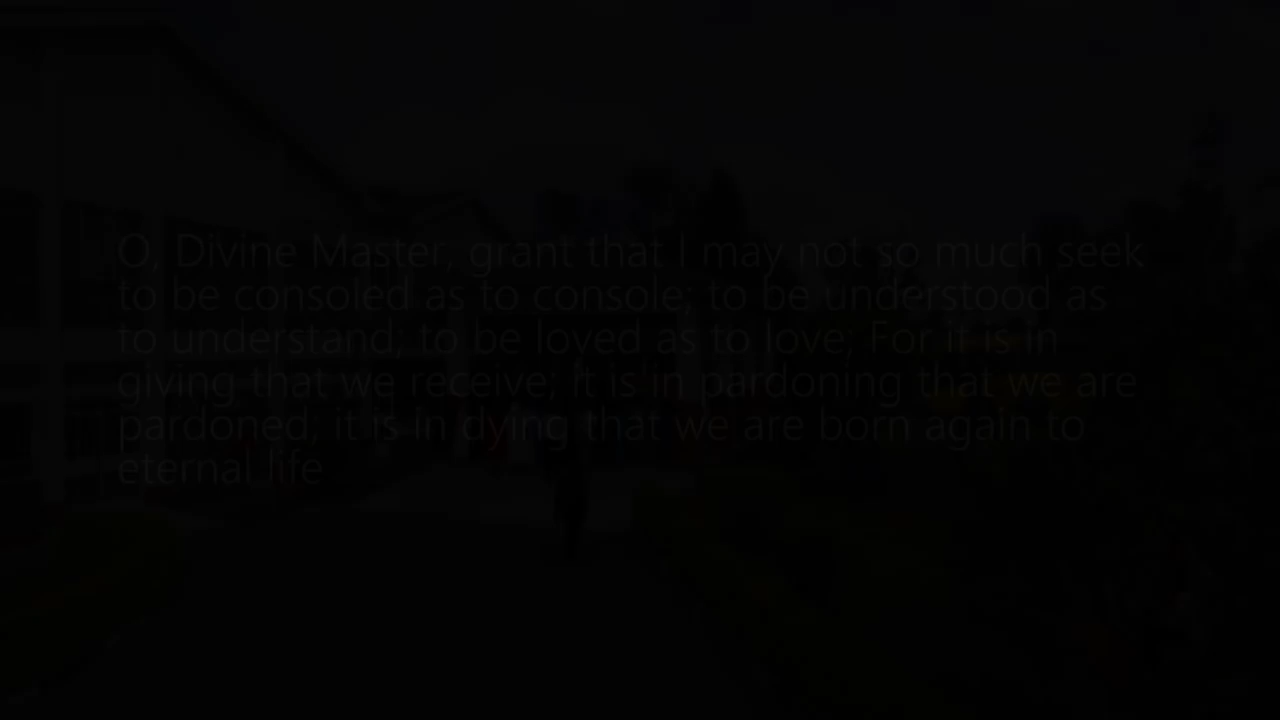 O, Divine Master, grant that I may not so much seek
to be consoled as to console; to be understood as
to understand; to be loved as to love; For it is in
giving that we receive; it is in pardoning that we are
pardoned, it is in dying that we are born again to
eternal life